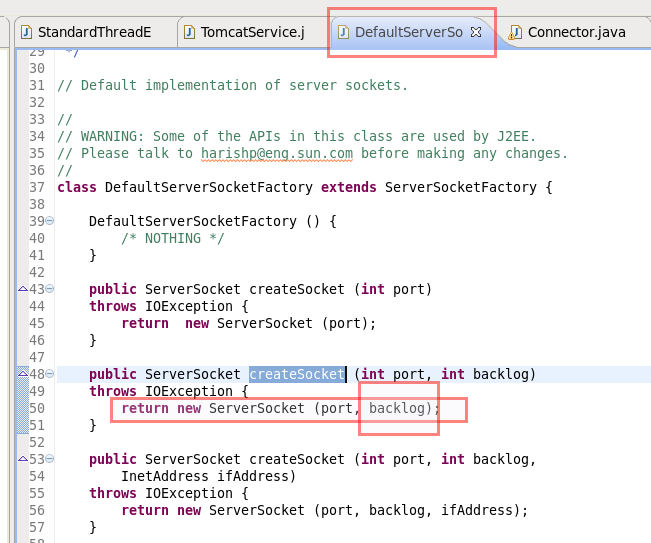 StandardThreadE TomcatService.j DefaultServerSo Connector.java
29 */
30
31 // Default implementation of server sockets.
32
33 //
34 // WARNING: Some of the APIs in this class are used by J2EE.
35 // Please talk to harishp@eng.sun.com before making any changes.
36 //
37 class DefaultServerSocketFactory extends ServerSocketFactory {
38
39 DefaultServerSocketFactory () {
40 /* NOTHING */
41 }
42
43 public ServerSocket createSocket (int port)
44 throws IOException {
45 return  new ServerSocket (port);
46 }
47
48 public ServerSocket createSocket (int port, int backlog)
49 throws IOException {
50 return new ServerSocket (port, backlog);
51 }
52
53 public ServerSocket createSocket (int port, int backlog,
54 InetAddress ifAddress)
55 throws IOException {
56 return new ServerSocket (port, backlog, ifAddress);
57 }